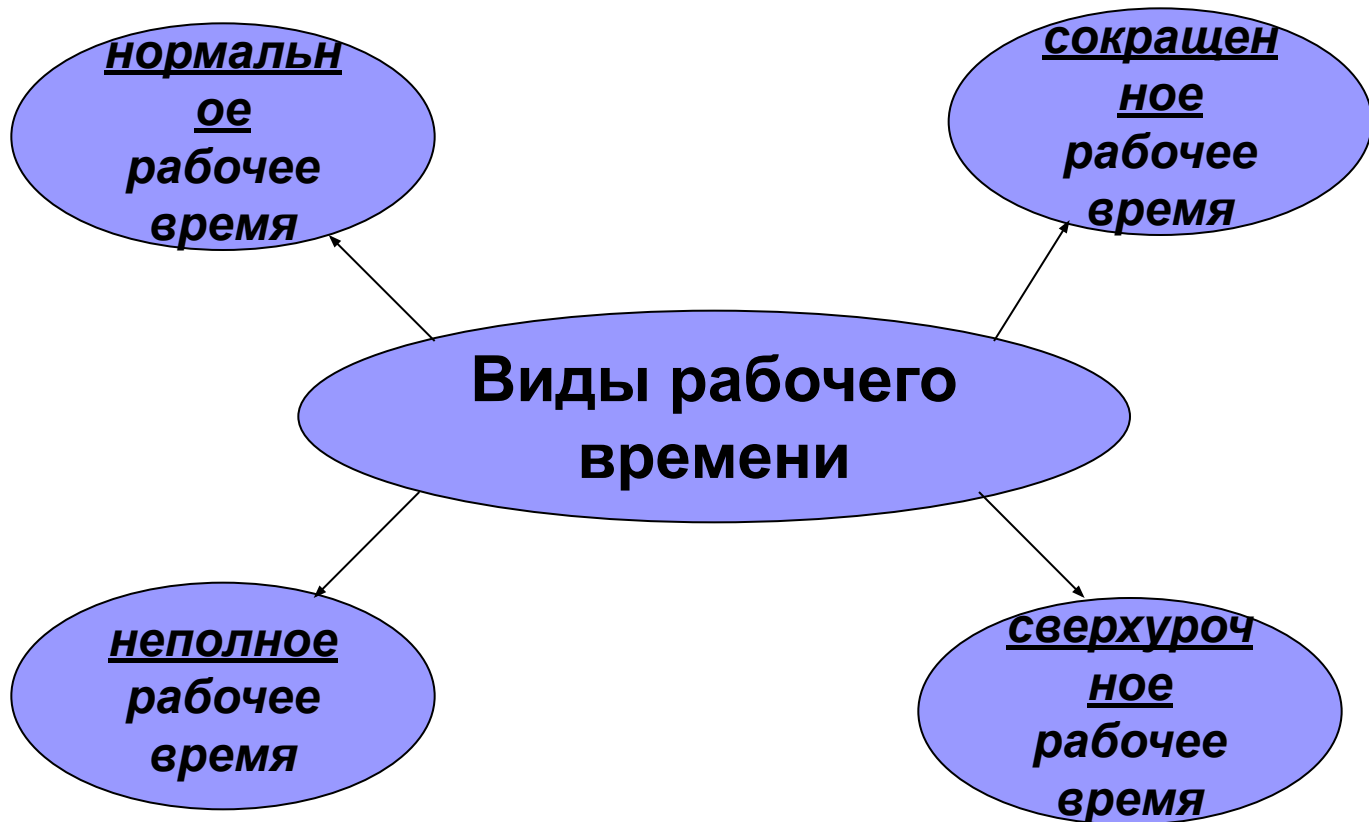 нормальн
ое
рабочее
время
сокращен
ное
рабочее
время
Виды рабочего
времени
неполное
рабочее
время
сверхуроч
ное
рабочее
время